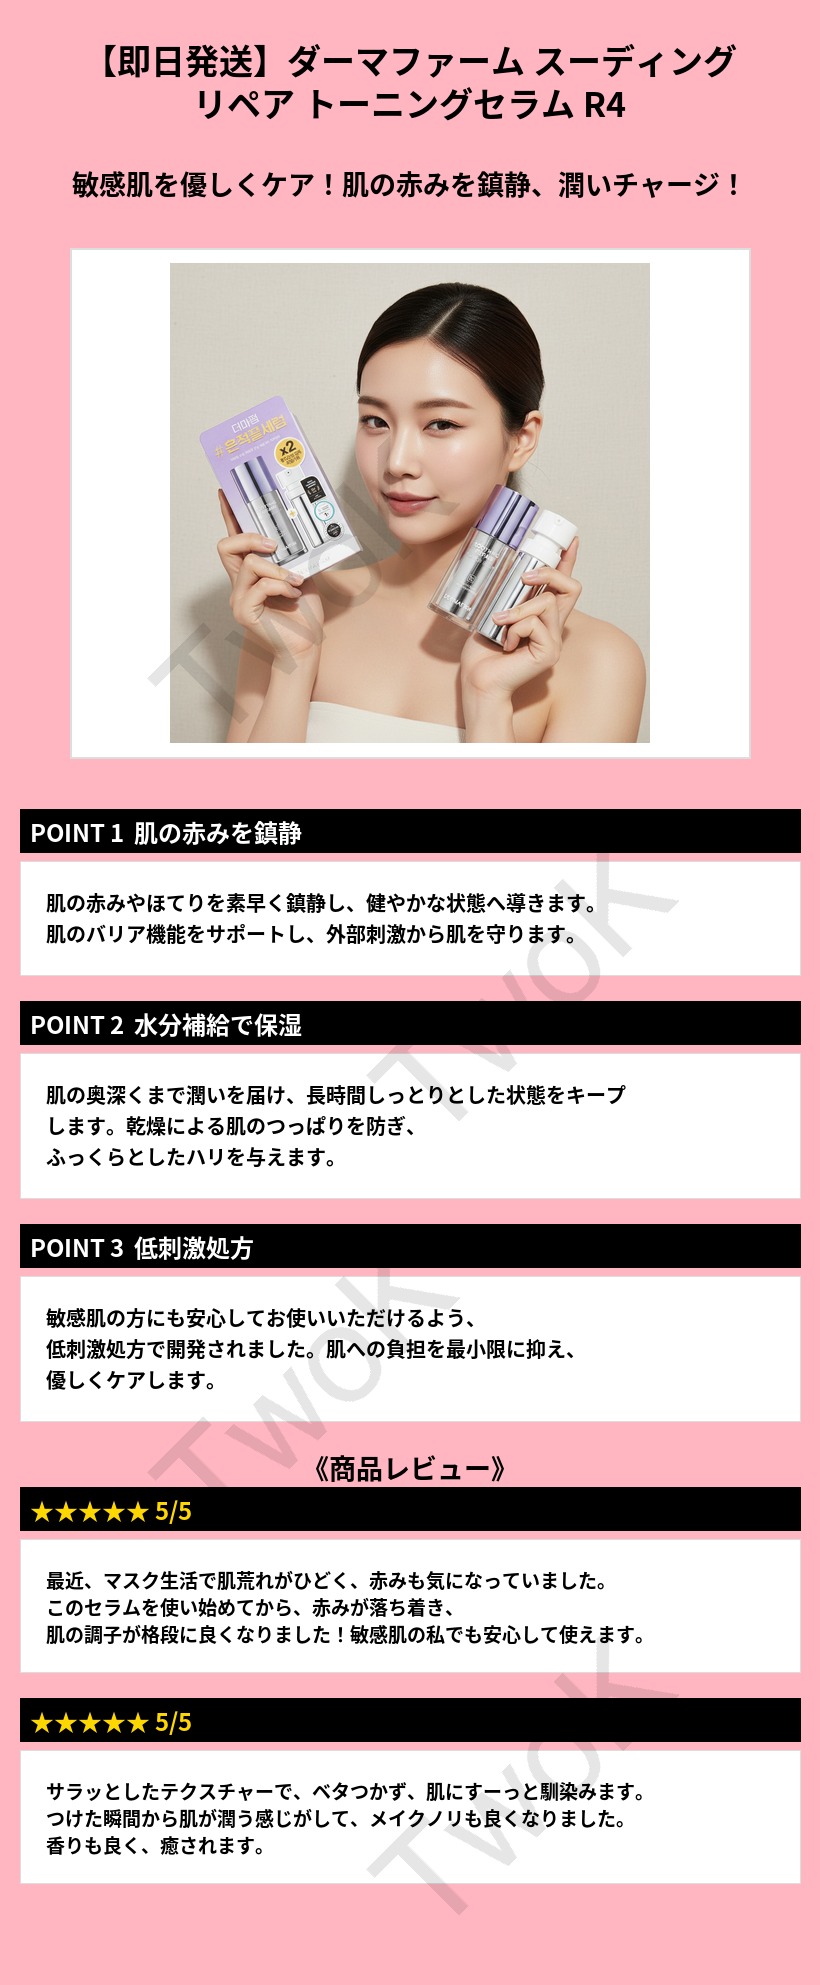 【即日発送】ダーマファーム スーディング
リペア トーニングセラム R4
敏感肌を優しくケア！肌の赤みを鎮静、潤いチャージ！
더마펌
#흔적끌세럼
x2
TwoK
POINT 1 肌の赤みを鎮静
肌の赤みやほてりを素早く鎮静し、健やかな状態へ導きます。
肌のバリア機能をサポートし、外部刺激から肌を守ります。
TwoK
POINT 2 水分補給で保湿
肌の奥深くまで潤いを届け、長時間しっとりとした状態をキープ
します。乾燥による肌のつっぱりを防ぎ、
ふっくらとしたハリを与えます。
POINT 3 低刺激処方
敏感肌の方にも安心してお使いいただけるよう、
低刺激処方で開発されました。肌への負担を最小限に抑え、
優しくケアします。
TwoK
《商品レビュー》
★★★★★ 5/5
最近、マスク生活で肌荒れがひどく、赤みも気になっていました。
このセラムを使い始めてから、赤みが落ち着き、
肌の調子が格段に良くなりました！敏感肌の私でも安心して使えます。
★★★★★ 5/5
サラッとしたテクスチャーで、ベタつかず、肌にすーっと馴染みます。
つけた瞬間から肌が潤う感じがして、メイクノリも良くなりました。
香りも良く、癒されます。
TwoK